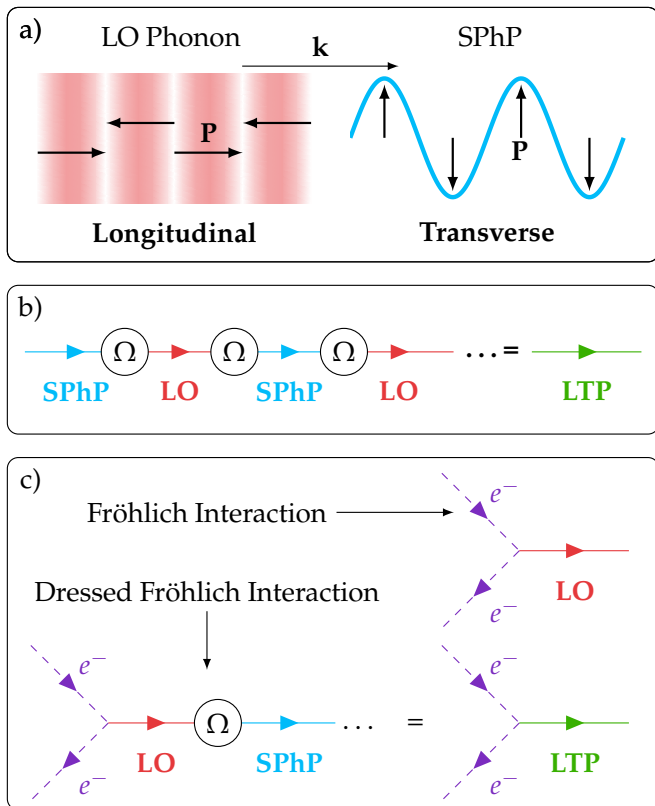 a)
LO Phonon
k
SPhP
P
P
Longitudinal
Transverse
b)
Ω Ω Ω ...=
SPhP LO SPhP LO LTP
c)
Fröhlich Interaction
e⁻
LO
e⁻
Dressed Fröhlich Interaction
e⁻
Ω ... =
LO SPhP
e⁻
e⁻
LTP
e⁻